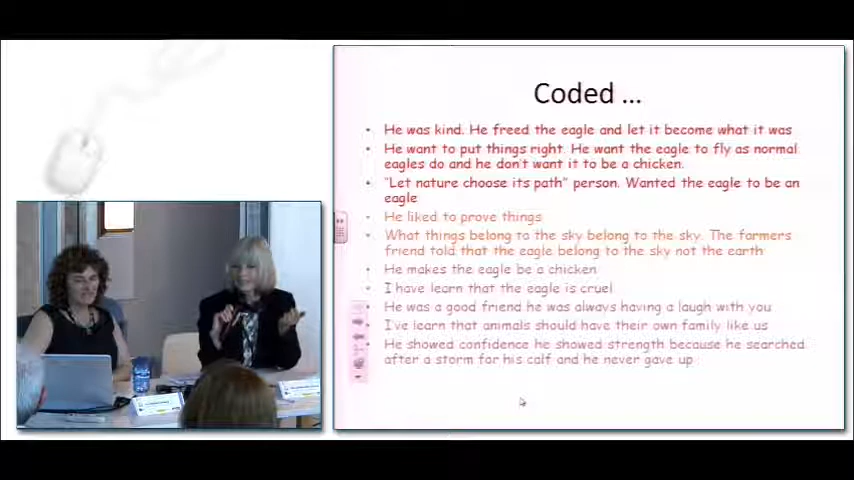 Coded ...
• He was kind. He freed the eagle and let it become what it was
• He want to put things right. He want the eagle to fly as normal
eagles do and he don't want it to be a chicken.
• "Let nature choose its path" person. Wanted the eagle to be an
eagle
• He liked to prove things
• What things belong to the sky belong to the sky. The farmers
friend told that the eagle belong to the sky not the earth
• He makes the eagle be a chicken
• I have learn that the eagle is cruel
• He was a good friend he was always having a laugh with you
• I've learn that animals should have their own family like us
• He showed confidence he showed strength because he searched
after a storm for his calf and he never gave up